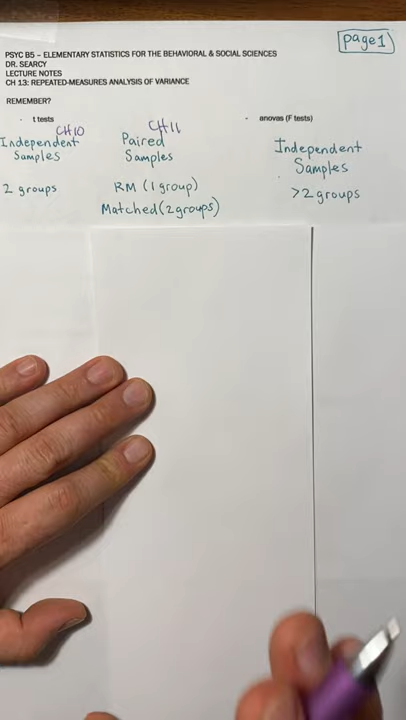 page 1
PSYC B5 – ELEMENTARY STATISTICS FOR THE BEHAVIORAL & SOCIAL SCIENCES
DR. SEARCY
LECTURE NOTES
CH 13: REPEATED-MEASURES ANALYSIS OF VARIANCE
REMEMBER?
t tests
anovas (F tests)
CH10
Independent
Samples
2 groups
CH11
Paired
Samples
RM (1 group)
Matched (2 groups)
Independent
Samples
>2 groups